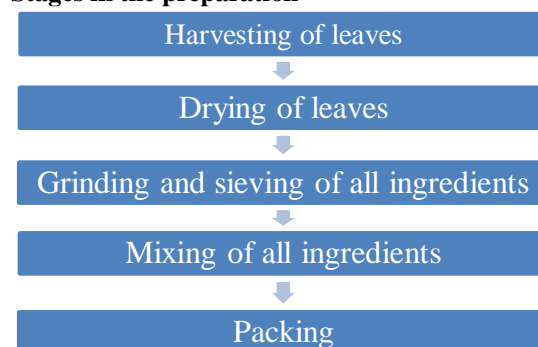 Stages in the preparation
Harvesting of leaves
Drying of leaves
Grinding and sieving of all ingredients
Mixing of all ingredients
Packing